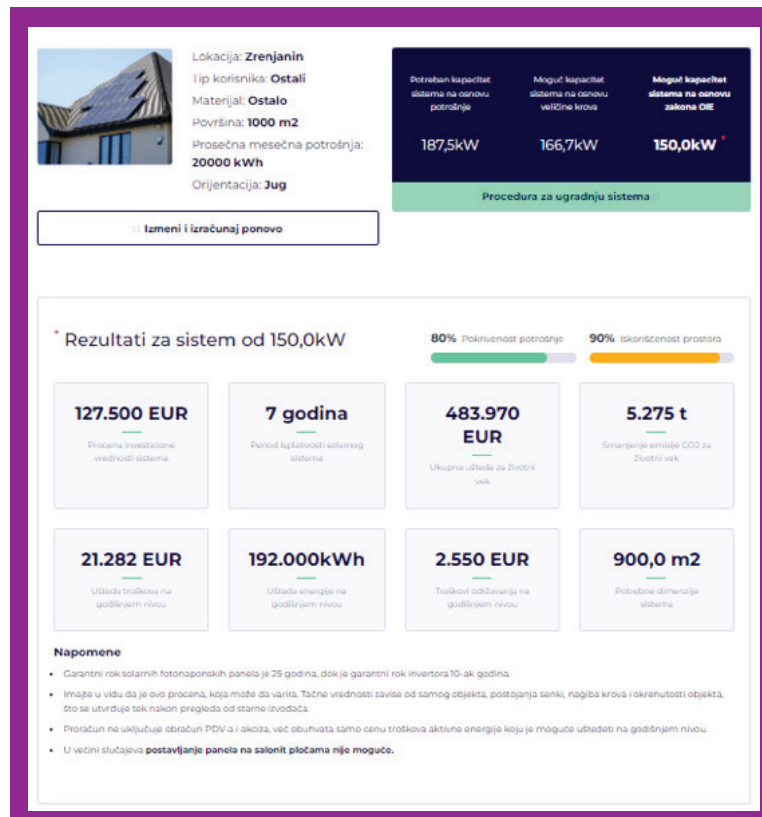 Lokacija: Zrenjanin
Tip korisnika: Ostali
Materijal: Ostalo
Površina: 1000 m2
Prosečna mesečna potrošnja:
20000 kWh
Orijentacija: Jug
Izmeni i izračunaj ponovo
Potreban kapacitet
sistema na osnovu
potrošnje
187,5kW
Moguć kapacitet
sistema na osnovu
veličine krova
166,7kW
Moguć kapacitet
sistema na osnovu
zakona OIE
150,0kW *
Procedura za ugradnju sistema
* Rezultati za sistem od 150,0kW
80% Pokrivenost potrošnje
90% Iskorišćenost prostora
127.500 EUR
Procena investicione
vrednosti sistema
7 godina
Period isplativosti solarnog
sistema
483.970
EUR
Ukupna ušteda za životni
vek
5.275 t
Smanjenje emisije CO2 za
životni vek
21.282 EUR
Ušteda troškova na
godišnjem nivou
192.000kWh
Ušteda energije na
godišnjem nivou
2.550 EUR
Troškovi održavanja na
godišnjem nivou
900,0 m2
Potrebne dimenzije
sistema
Napomene
• Garantni rok solarnih fotonaponskih panela je 25 godina, dok je garantni rok invertora 10-ak godina.
• Imajte u vidu da je ovo procena, koja može da varira. Tačne vrednosti zavise od samog objekta, postojanja senki, nagiba krova i okrenutosti objekta,
što se utvrđuje tek nakon pregleda od starne izvođača.
• Proračun ne uključuje obračun PDV-a i akciza, već obuhvata samo cenu troškova aktivne energije koju je moguće uštedeti na godišnjem nivou.
• U većini slučajeva postavljanje panela na salonit pločama nije moguće.